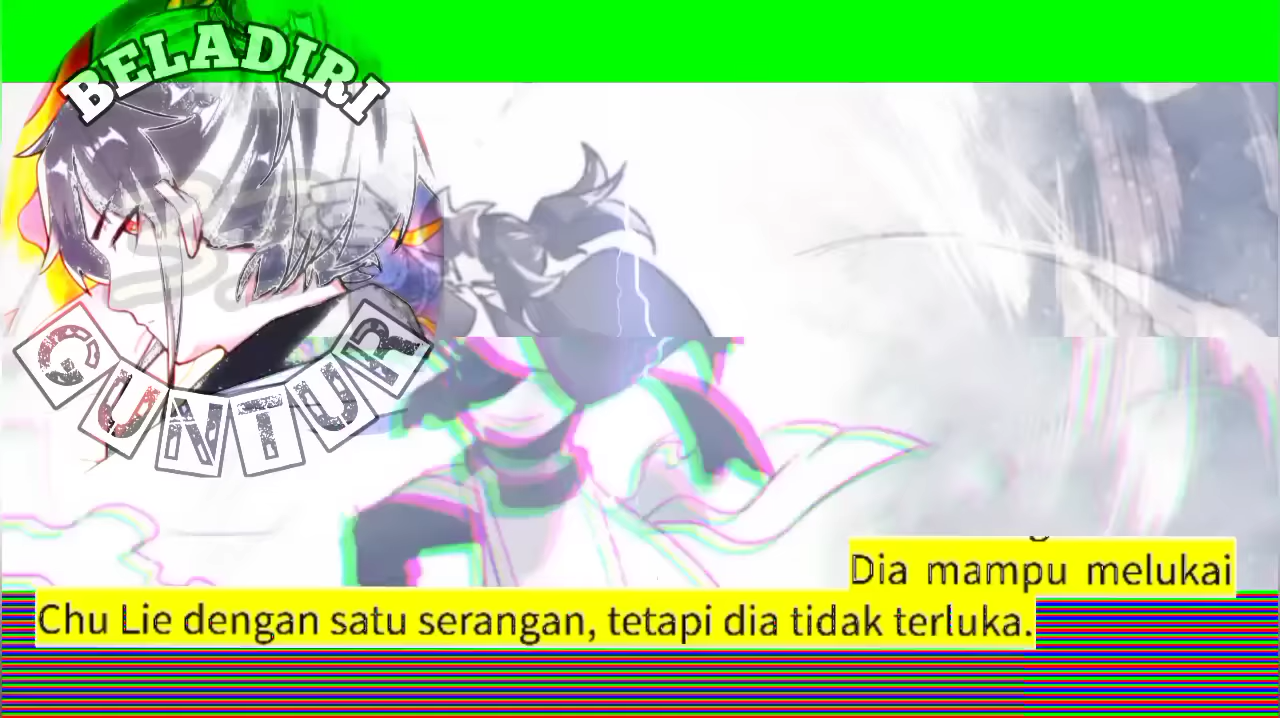 BELADIRI
GUNTUR
Dia mampu melukai
Chu Lie dengan satu serangan, tetapi dia tidak terluka.